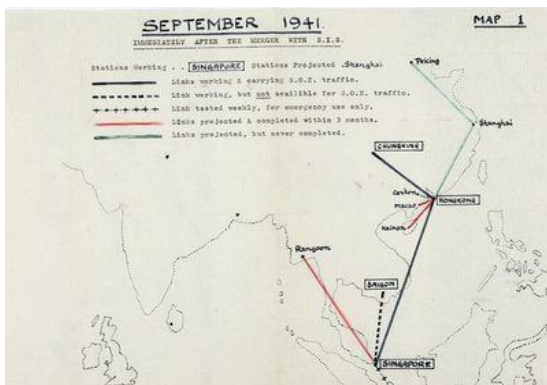 SEPTEMBER 1941.
MAP 1
IMMEDIATELY AFTER THE MERGER WITH S.I.S.
Stations Working . . SINGAPORE Stations Projected .Shanghai
Links working & carrying S.O.E. traffic.
Link working, but not availible for S.O.E. traffic.
Link tested weekly, for emergency use only.
Links projected & completed within 3 months.
Links projected, but never completed.
Peking
Shanghai
CHUNGKING
Canton
Macao
HONGKONG
Hainan
Rangoon
SAIGON
SINGAPORE